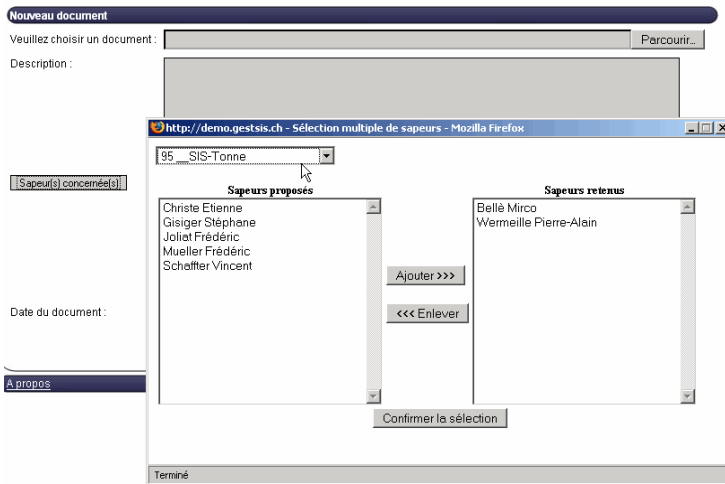 Nouveau document
Veuillez choisir un document :
Parcourir...
Description :
http://demo.gestsis.ch - Sélection multiple de sapeurs - Mozilla Firefox
95__SIS-Tonne
Sapeur(s) concernée(s)
Sapeurs proposés
Sapeurs retenus
Christe Etienne
Gisiger Stéphane
Joliat Frédéric
Mueller Frédéric
Schaffter Vincent
Bellè Mirco
Wermeille Pierre-Alain
Ajouter >>>
<<< Enlever
Date du document :
A propos
Confirmer la sélection
Terminé